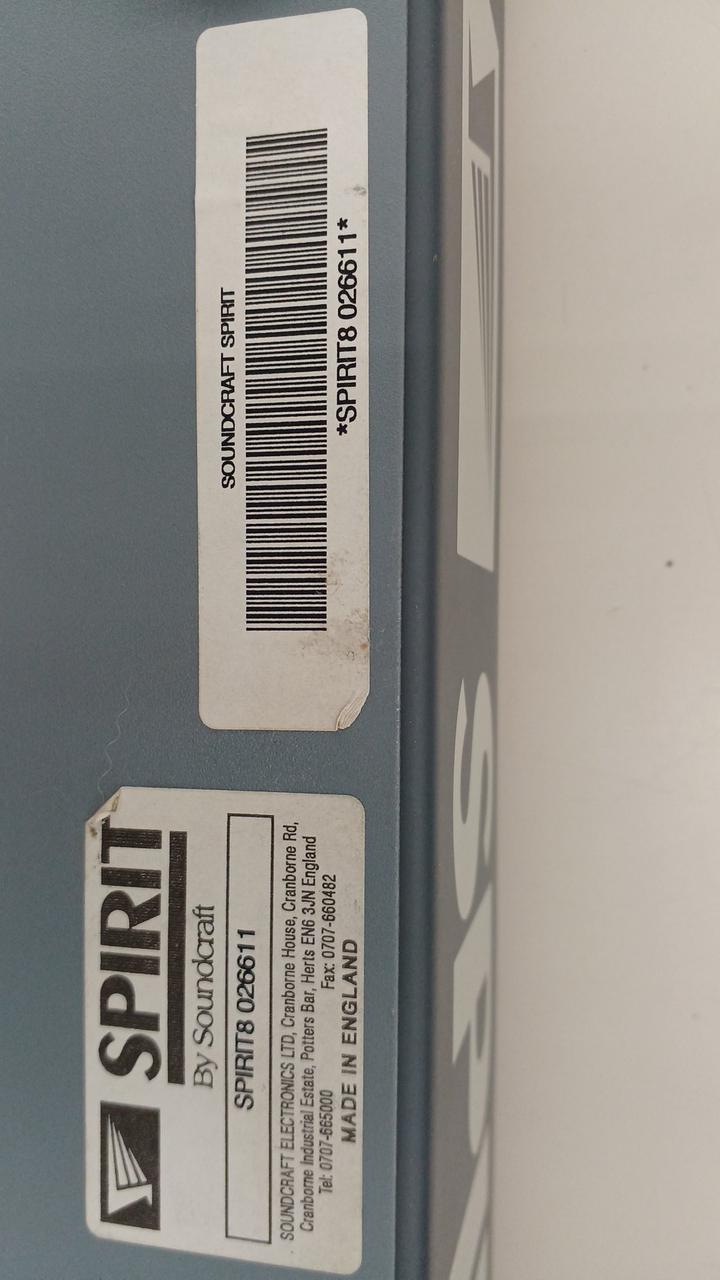 SPIRIT
By Soundcraft
SPIRIT8 026611
SOUNDCRAFT ELECTRONICS LTD, Cranborne House, Cranborne Rd,
Cranborne Industrial Estate, Potters Bar, Herts EN6 3JN England
Tel: 0707-665000 Fax: 0707-660482
MADE IN ENGLAND
SOUNDCRAFT SPIRIT
*SPIRIT8 026611*